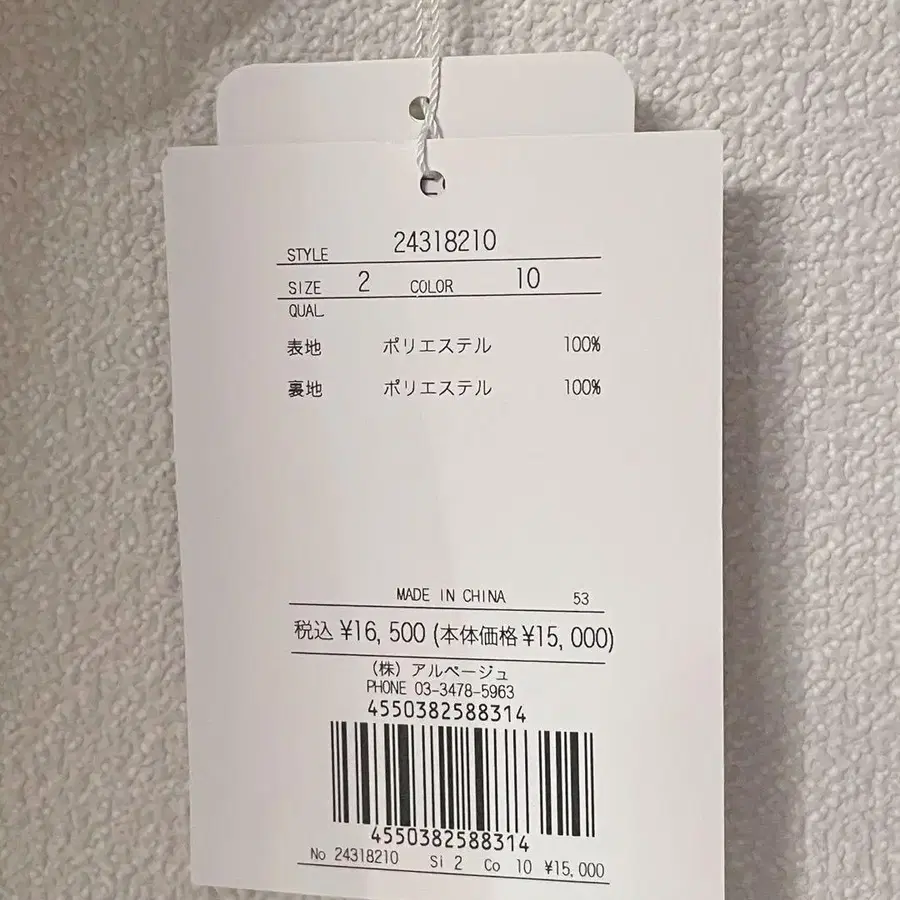 STYLE 24318210
SIZE 2 COLOR 10
QUAL
表地 ポリエステル 100%
裏地 ポリエステル 100%
MADE IN CHINA 53
税込 ¥16,500 (本体価格¥15,000)
(株) アルページュ
PHONE 03-3478-5963
4550382588314
4550382588314
No 24318210 Si 2 Co 10 ¥15,000